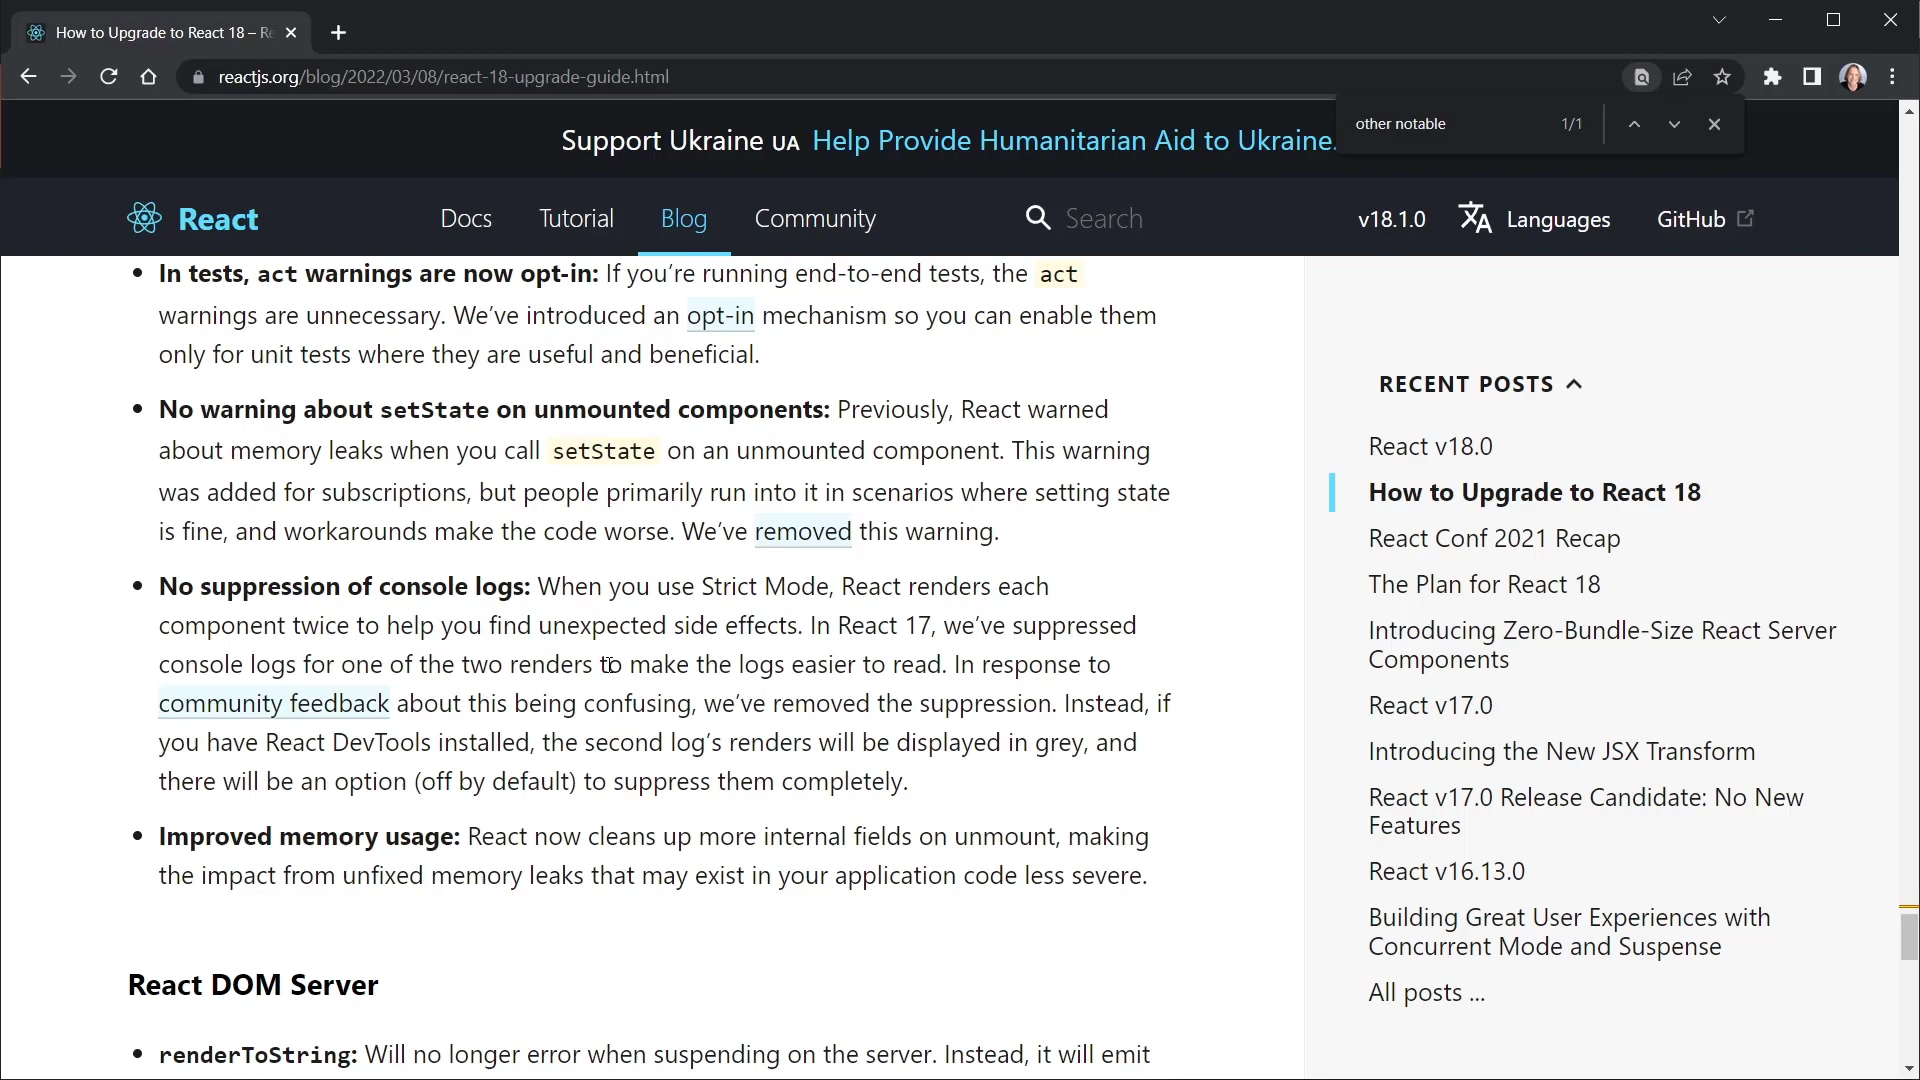 How to Upgrade to React 18 – Re
reactjs.org/blog/2022/03/08/react-18-upgrade-guide.html
other notable 1/1
Support Ukraine UA Help Provide Humanitarian Aid to Ukraine.
React Docs Tutorial Blog Community Search v18.1.0 Languages GitHub
• In tests, act warnings are now opt-in: If you’re running end-to-end tests, the act
warnings are unnecessary. We’ve introduced an opt-in mechanism so you can enable them
only for unit tests where they are useful and beneficial.
• No warning about setState on unmounted components: Previously, React warned
about memory leaks when you call setState on an unmounted component. This warning
was added for subscriptions, but people primarily run into it in scenarios where setting state
is fine, and workarounds make the code worse. We’ve removed this warning.
• No suppression of console logs: When you use Strict Mode, React renders each
component twice to help you find unexpected side effects. In React 17, we’ve suppressed
console logs for one of the two renders to make the logs easier to read. In response to
community feedback about this being confusing, we’ve removed the suppression. Instead, if
you have React DevTools installed, the second log’s renders will be displayed in grey, and
there will be an option (off by default) to suppress them completely.
• Improved memory usage: React now cleans up more internal fields on unmount, making
the impact from unfixed memory leaks that may exist in your application code less severe.
React DOM Server
• renderToString: Will no longer error when suspending on the server. Instead, it will emit
RECENT POSTS
React v18.0
How to Upgrade to React 18
React Conf 2021 Recap
The Plan for React 18
Introducing Zero-Bundle-Size React Server
Components
React v17.0
Introducing the New JSX Transform
React v17.0 Release Candidate: No New
Features
React v16.13.0
Building Great User Experiences with
Concurrent Mode and Suspense
All posts ...